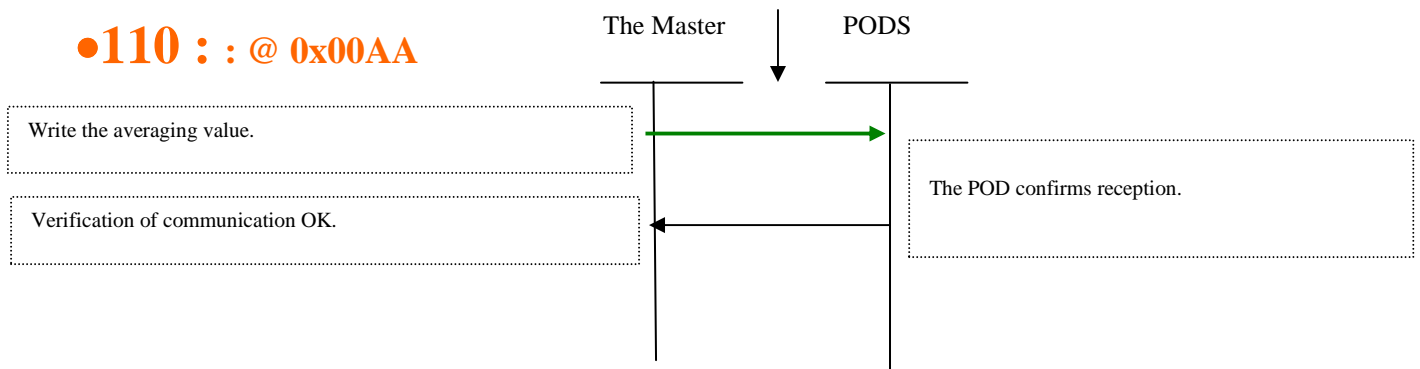 The Master
PODS
•110 : : @ 0x00AA
Write the averaging value.
The POD confirms reception.
Verification of communication OK.